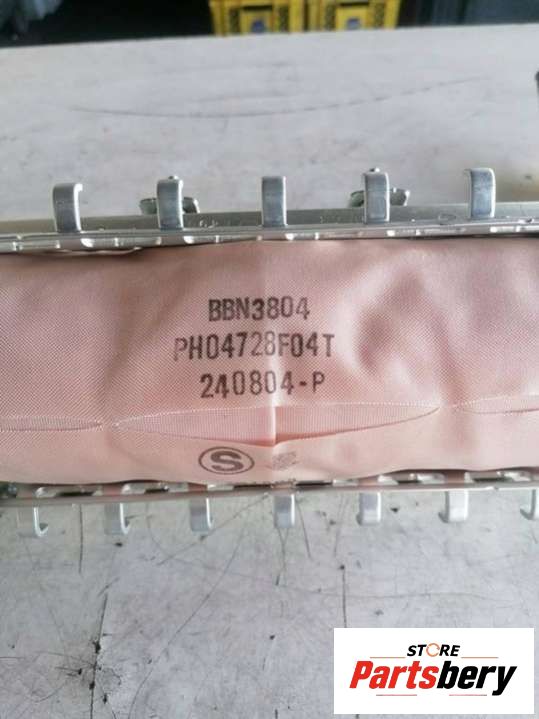 BBN3804
PH04728F04T
240804-P
S
STORE
Partsbery